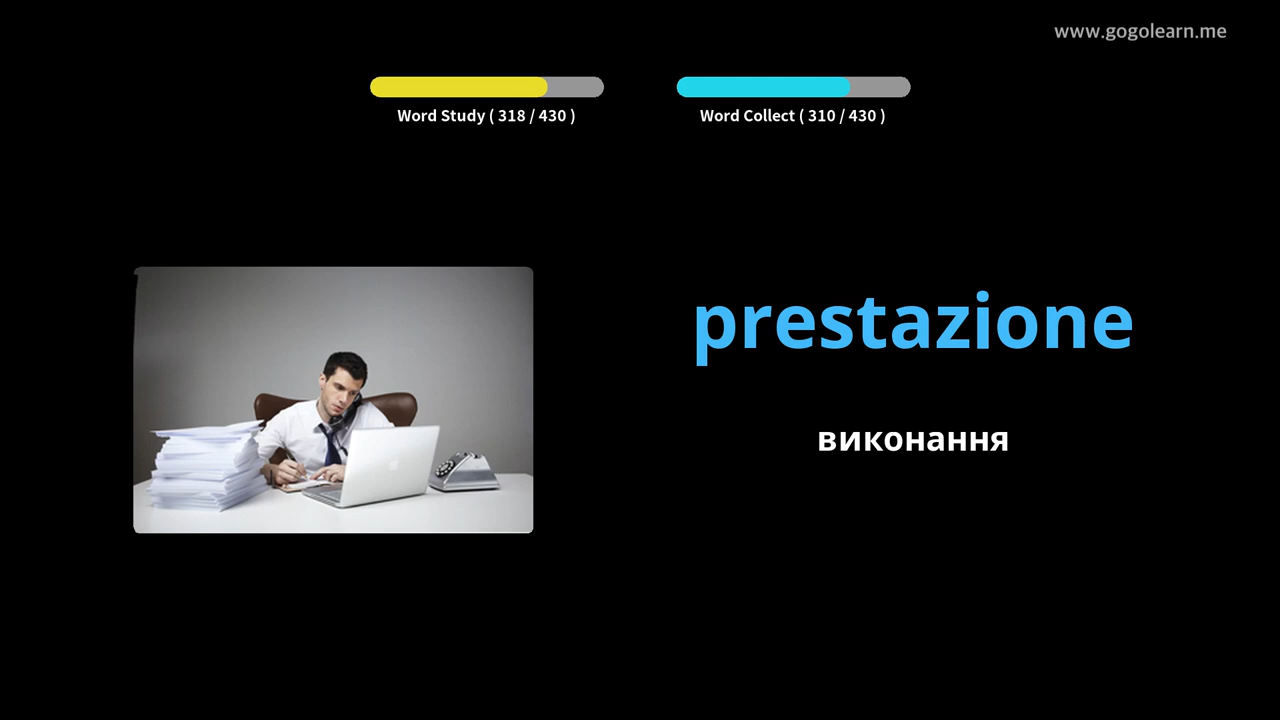 www.gogolearn.me
Word Study ( 318 / 430 )
Word Collect ( 310 / 430 )
prestazione
виконання